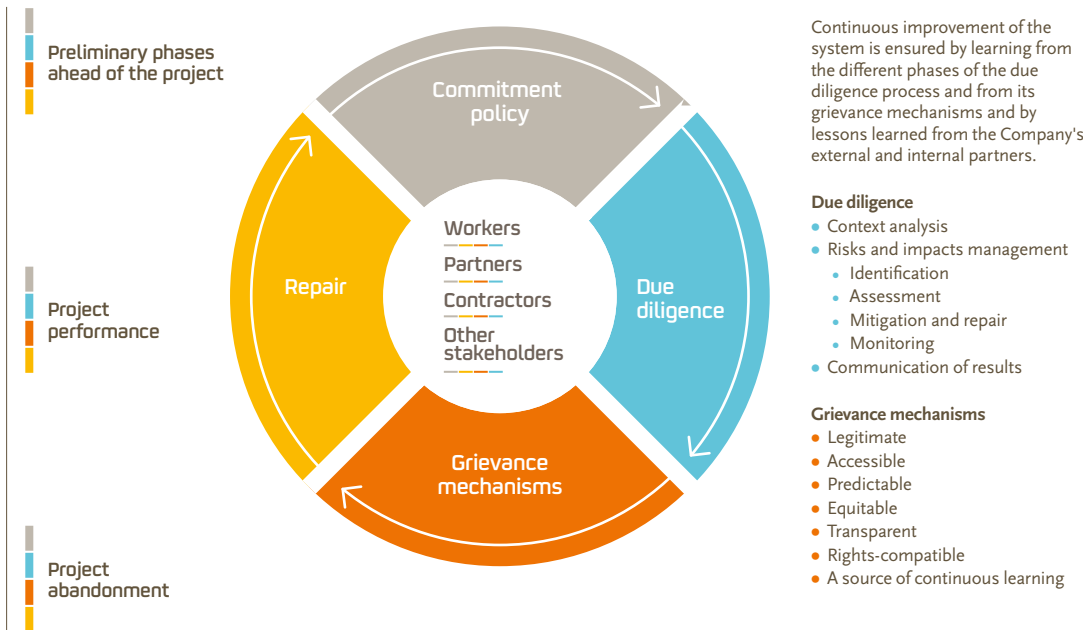 Preliminary phases
ahead of the project
Project
performance
Project
abandonment
Commitment
policy
Due
diligence
Grievance
mechanisms
Repair
Workers
Partners
Contractors
Other
stakeholders
Continuous improvement of the
system is ensured by learning from
the different phases of the due
diligence process and from its
grievance mechanisms and by
lessons learned from the Company's
external and internal partners.
Due diligence
Context analysis
Risks and impacts management
Identification
Assessment
Mitigation and repair
Monitoring
Communication of results
Grievance mechanisms
Legitimate
Accessible
Predictable
Equitable
Transparent
Rights-compatible
A source of continuous learning